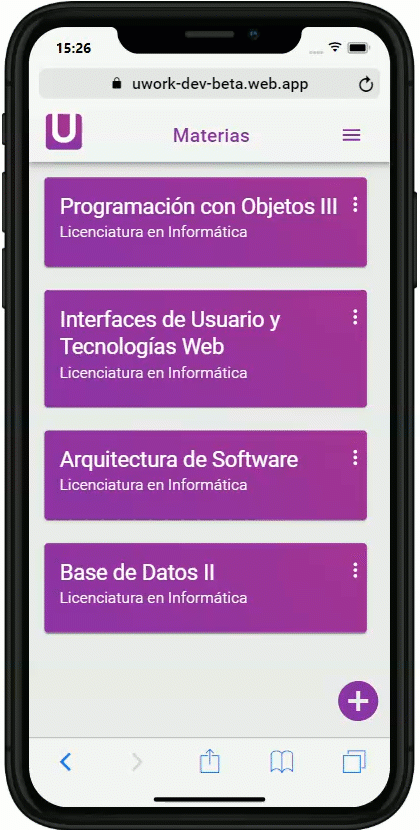 15:26
uwork-dev-beta.web.app
U
Materias
Programación con Objetos III
Licenciatura en Informática
Interfaces de Usuario y
Tecnologías Web
Licenciatura en Informática
Arquitectura de Software
Licenciatura en Informática
Base de Datos II
Licenciatura en Informática